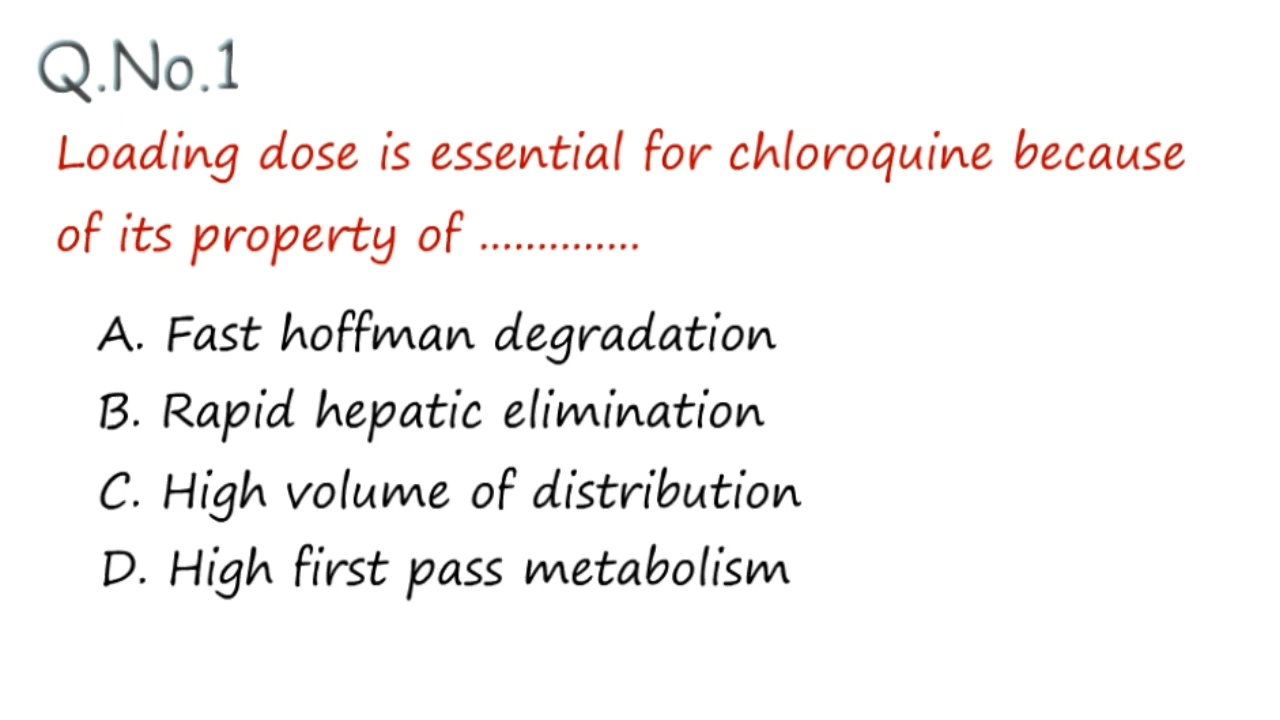 Q.No.1
Loading dose is essential for chloroquine because
of its property of ..............
A. Fast hoffman degradation
B. Rapid hepatic elimination
C. High volume of distribution
D. High first pass metabolism